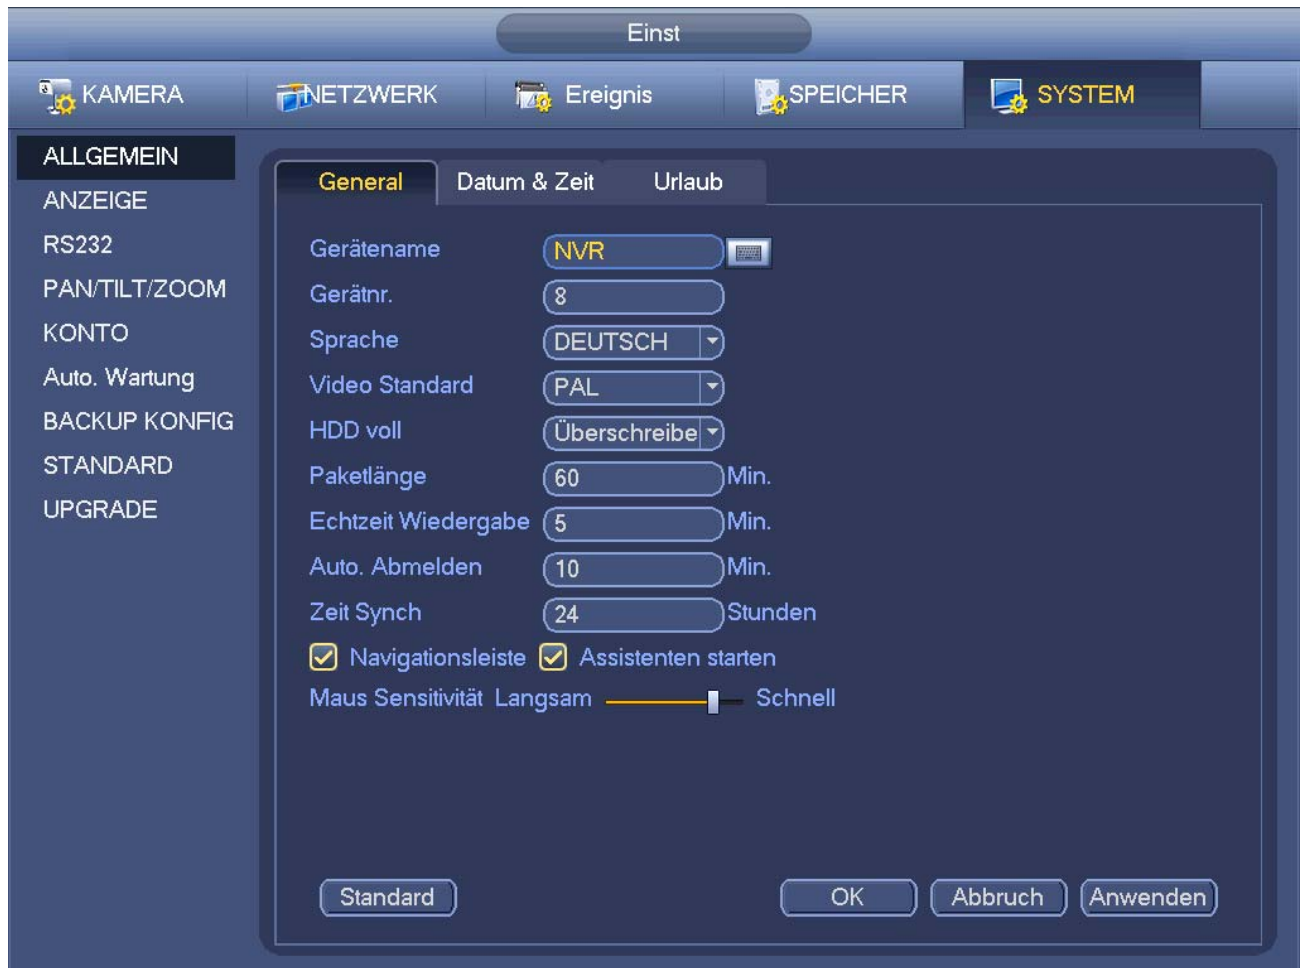 Einst
KAMERA NETZWERK Ereignis SPEICHER SYSTEM
ALLGEMEIN
ANZEIGE
RS232
PAN/TILT/ZOOM
KONTO
Auto. Wartung
BACKUP KONFIG
STANDARD
UPGRADE
General Datum & Zeit Urlaub
Gerätename NVR
Gerätnr. 8
Sprache DEUTSCH
Video Standard PAL
HDD voll Überschreibe
Paketlänge 60 Min.
Echtzeit Wiedergabe 5 Min.
Auto. Abmelden 10 Min.
Zeit Synch 24 Stunden
Navigationsleiste Assistenten starten
Maus Sensitivität Langsam Schnell
Standard OK Abbruch Anwenden